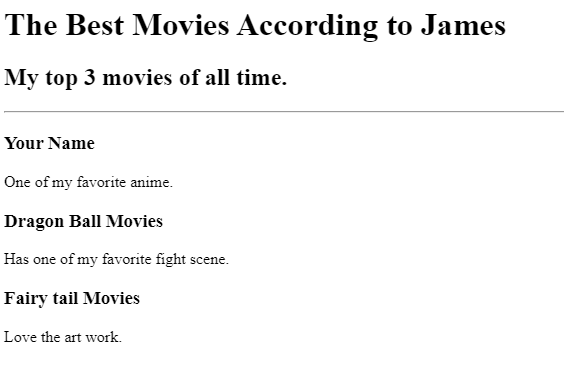 The Best Movies According to James
My top 3 movies of all time.
Your Name
One of my favorite anime.
Dragon Ball Movies
Has one of my favorite fight scene.
Fairy tail Movies
Love the art work.